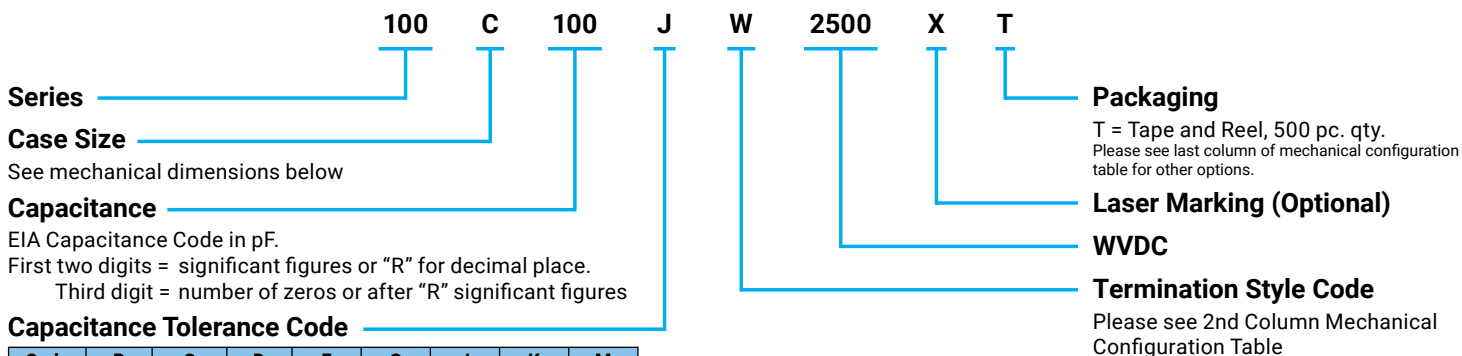 100 C 100 J W 2500 X T
Series
Case Size
See mechanical dimensions below
Capacitance
EIA Capacitance Code in pF.
First two digits = significant figures or “R” for decimal place.
Third digit = number of zeros or after “R” significant figures
Capacitance Tolerance Code
Packaging
T = Tape and Reel, 500 pc. qty.
Please see last column of mechanical configuration
table for other options.
Laser Marking (Optional)
WVDC
Termination Style Code
Please see 2nd Column Mechanical
Configuration Table